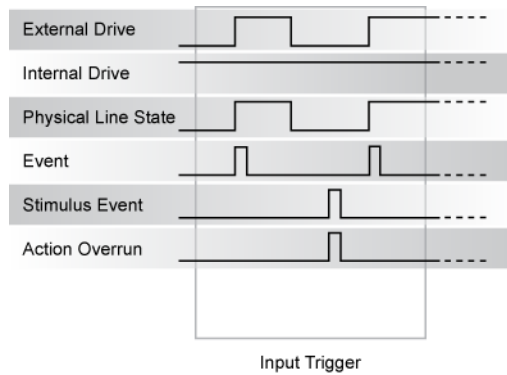 External Drive
Internal Drive
Physical Line State
Event
Stimulus Event
Action Overrun
Input Trigger